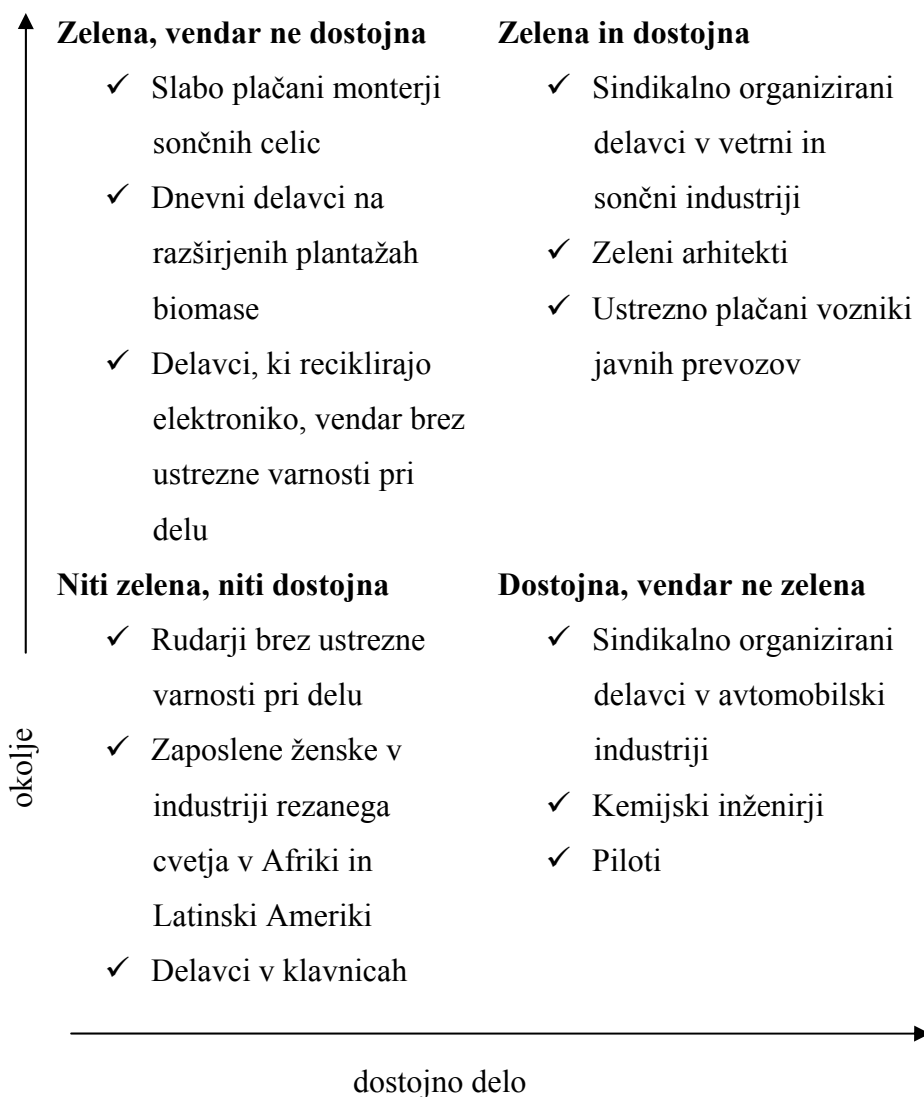 Zelena, vendar ne dostojna
✓ Slabo plačani monterji
sončnih celic
✓ Dnevni delavci na
razširjenih plantažah
biomase
✓ Delavci, ki reciklirajo
elektroniko, vendar brez
ustrezne varnosti pri
delu
Zelena in dostojna
✓ Sindikalno organizirani
delavci v vetrni in
sončni industriji
✓ Zeleni arhitekti
✓ Ustrezno plačani vozniki
javnih prevozov
Niti zelena, niti dostojna
✓ Rudarji brez ustrezne
varnosti pri delu
✓ Zaposlene ženske v
industriji rezanega
cvetja v Afriki in
Latinski Ameriki
✓ Delavci v klavnicah
Dostojna, vendar ne zelena
✓ Sindikalno organizirani
delavci v avtomobilski
industriji
✓ Kemijski inženirji
✓ Piloti
okolje
dostojno delo